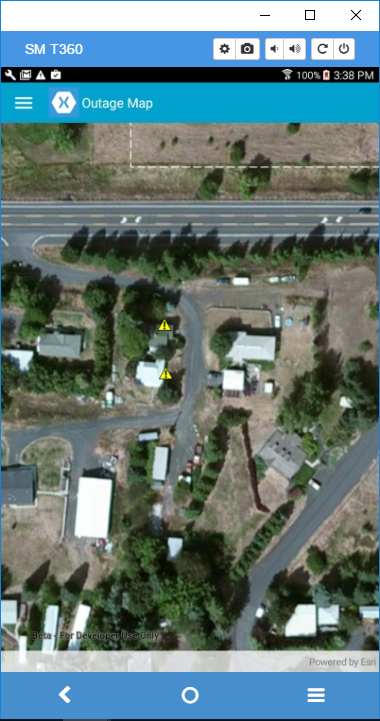 SM T360
100% 3:38 PM
Outage Map
Beta - For Developer Use Only
Powered by Esri